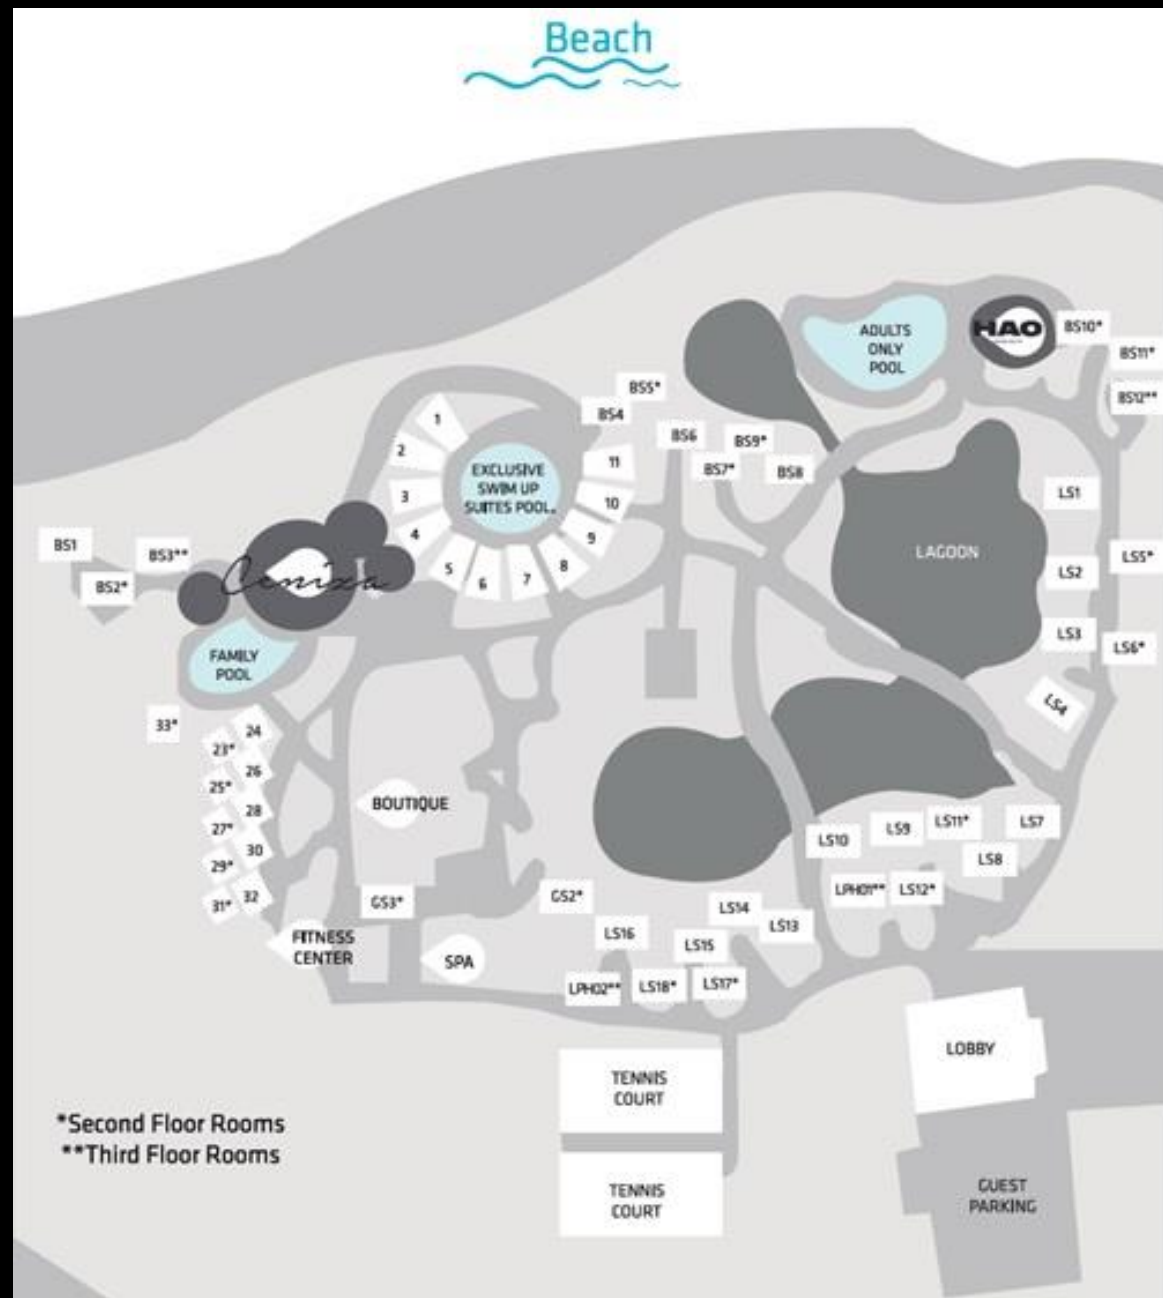 Beach
ADULTS
ONLY
POOL
HAO
BS10*
BS11*
BS12**
BS5*
BS4
BS6
BS9*
BS7*
BS8
1
2
3
4
5
6
7
8
9
10
11
EXCLUSIVE
SWIM UP
SUITES POOL.
LAGOON
LS1
LS2
LS3
LS4
LS5*
LS6*
BS1
BS2*
BS3**
Ceniza
FAMILY
POOL
33*
24
23*
26
25*
28
27*
30
29*
32
31*
BOUTIQUE
GS3*
FITNESS
CENTER
SPA
GS2*
LS16
LS14
LS13
LS15
LPH02**
LS18*
LS17*
LS10
LS9
LS11*
LS7
LS8
LPH01**
LS12*
LOBBY
TENNIS
COURT
TENNIS
COURT
GUEST
PARKING
*Second Floor Rooms
**Third Floor Rooms